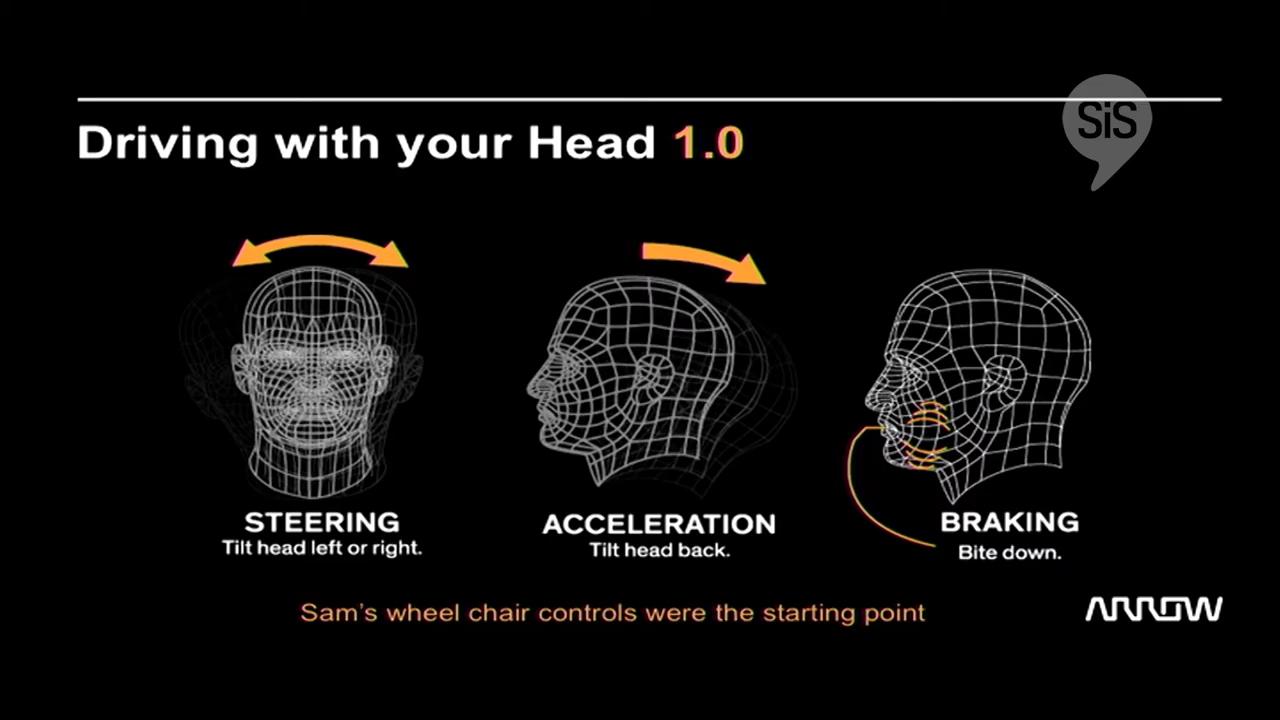 SiS
Driving with your Head 1.0
STEERING
Tilt head left or right.
ACCELERATION
Tilt head back.
BRAKING
Bite down.
Sam's wheel chair controls were the starting point
ARROW